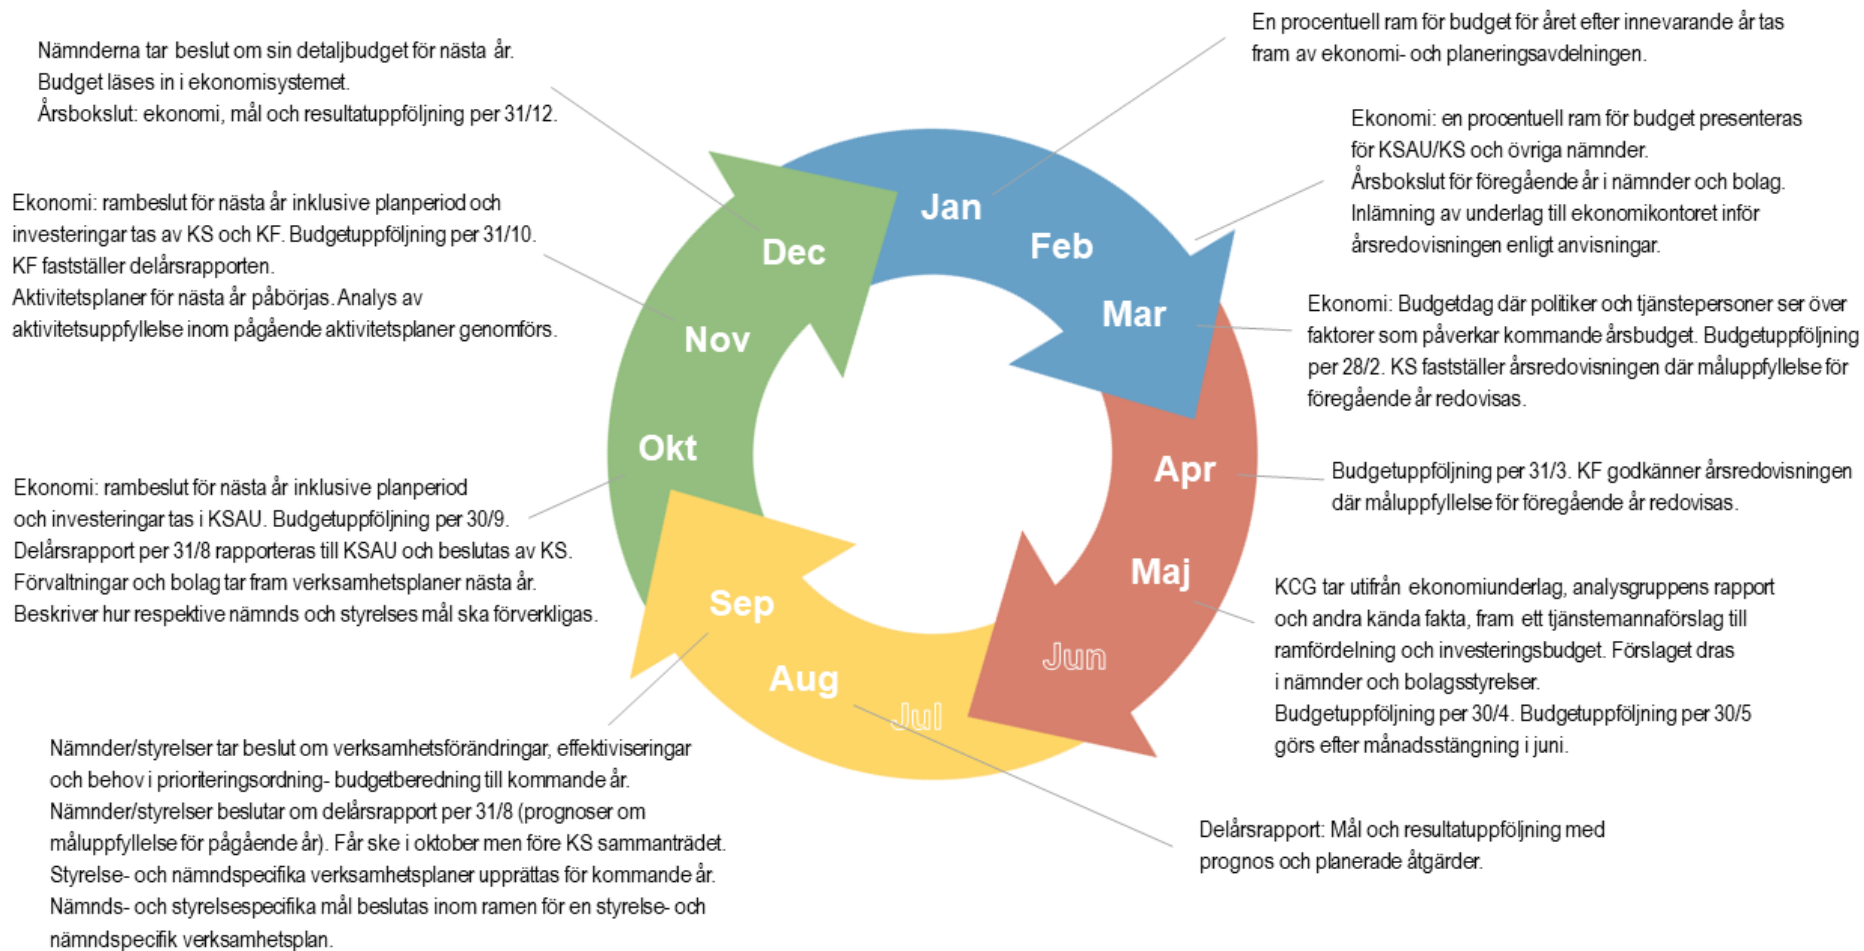 En procentuell ram för budget för året efter innevarande år tas
fram av ekonomi- och planeringsavdelningen.
Ekonomi: en procentuell ram för budget presenteras
för KSAU/KS och övriga nämnder.
Årsbokslut för föregående år i nämnder och bolag.
Inlämning av underlag till ekonomikontoret inför
årsredovisningen enligt anvisningar.
Ekonomi: Budgetdag där politiker och tjänstepersoner ser över
faktorer som påverkar kommande årsbudget. Budgetuppföljning
per 28/2. KS fastställer årsredovisningen där måluppfyllelse för
föregående år redovisas.
Budgetuppföljning per 31/3. KF godkänner årsredovisningen
där måluppfyllelse för föregående år redovisas.
KCG tar utifrån ekonomiunderlag, analysgruppens rapport
och andra kända fakta, fram ett tjänstemannaförslag till
ramfördelning och investeringsbudget. Förslaget dras
i nämnder och bolagsstyrelser.
Budgetuppföljning per 30/4. Budgetuppföljning per 30/5
görs efter månadsstängning i juni.
Delårsrapport: Mål och resultatuppföljning med
prognos och planerade åtgärder.
Nämnder/styrelser tar beslut om verksamhetsförändringar, effektiviseringar
och behov i prioriteringsordning- budgetberedning till kommande år.
Nämnder/styrelser beslutar om delårsrapport per 31/8 (prognoser om
måluppfyllelse för pågående år). Får ske i oktober men före KS sammanträdet.
Styrelse- och nämndspecifika verksamhetsplaner upprättas för kommande år.
Nämnds- och styrelsespecifika mål beslutas inom ramen för en styrelse- och
nämndspecifik verksamhetsplan.
Ekonomi: rambeslut för nästa år inklusive planperiod
och investeringar tas i KSAU. Budgetuppföljning per 30/9.
Delårsrapport per 31/8 rapporteras till KSAU och beslutas av KS.
Förvaltningar och bolag tar fram verksamhetsplaner nästa år.
Beskriver hur respektive nämnds och styrelses mål ska förverkligas.
Ekonomi: rambeslut för nästa år inklusive planperiod och
investeringar tas av KS och KF. Budgetuppföljning per 31/10.
KF fastställer delårsrapporten.
Aktivitetsplaner för nästa år påbörjas. Analys av
aktivitetsuppfyllelse inom pågående aktivitetsplaner genomförs.
Nämnderna tar beslut om sin detaljbudget för nästa år.
Budget läses in i ekonomisystemet.
Årsbokslut: ekonomi, mål och resultatuppföljning per 31/12.
Jan
Feb
Mar
Apr
Maj
Jun
Jul
Aug
Sep
Okt
Nov
Dec